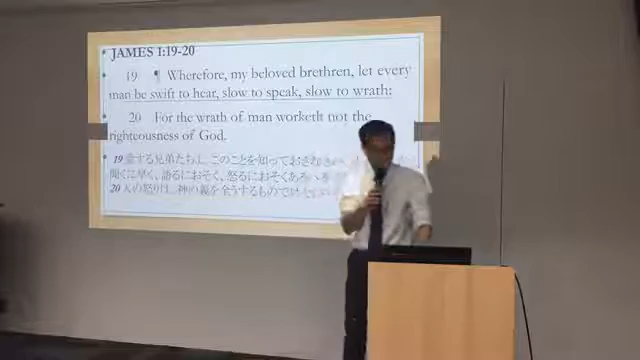 JAMES 1:19-20
19 ¶ Wherefore, my beloved brethren, let every
man be swift to hear, slow to speak, slow to wrath:
20 For the wrath of man worketh not the
righteousness of God.
19 愛する兄弟たちよ。このことを知っておきなさい。
聞くに早く、語るにおそく、怒るにおそくあるべき
20 人の怒りは、神の義を全うするものでは